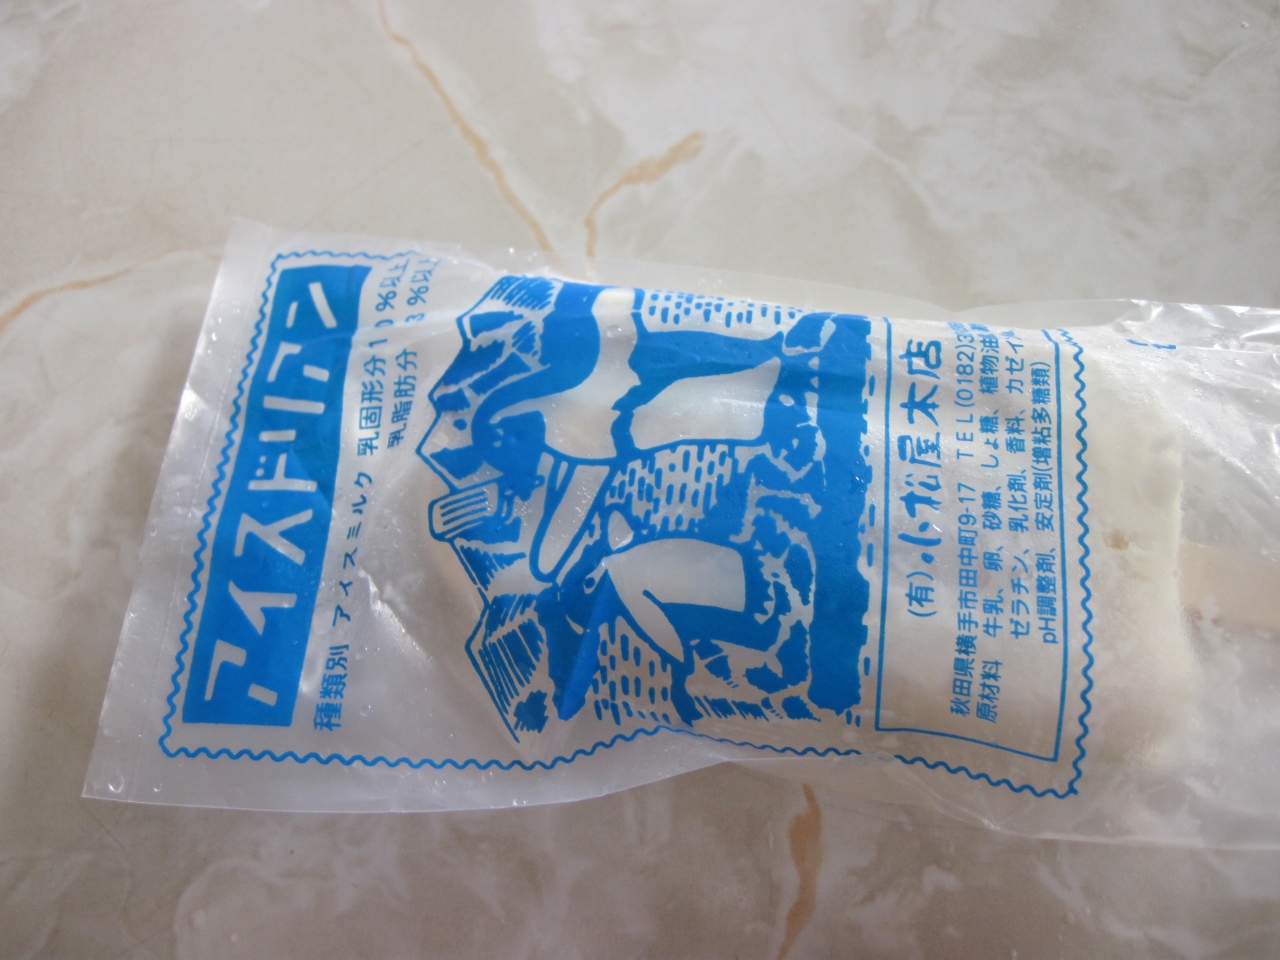 アイスドリアン
種類別 アイスミルク 乳固形分10%以上
乳脂肪分 3%以上
(有)小松屋本店
秋田県横手市田中町9-17 TEL(0182)
原材料 牛乳、卵、砂糖、しょ糖、植物油
ゼラチン、乳化剤、香料、カゼイ
pH調整剤、安定剤(増粘多糖類)